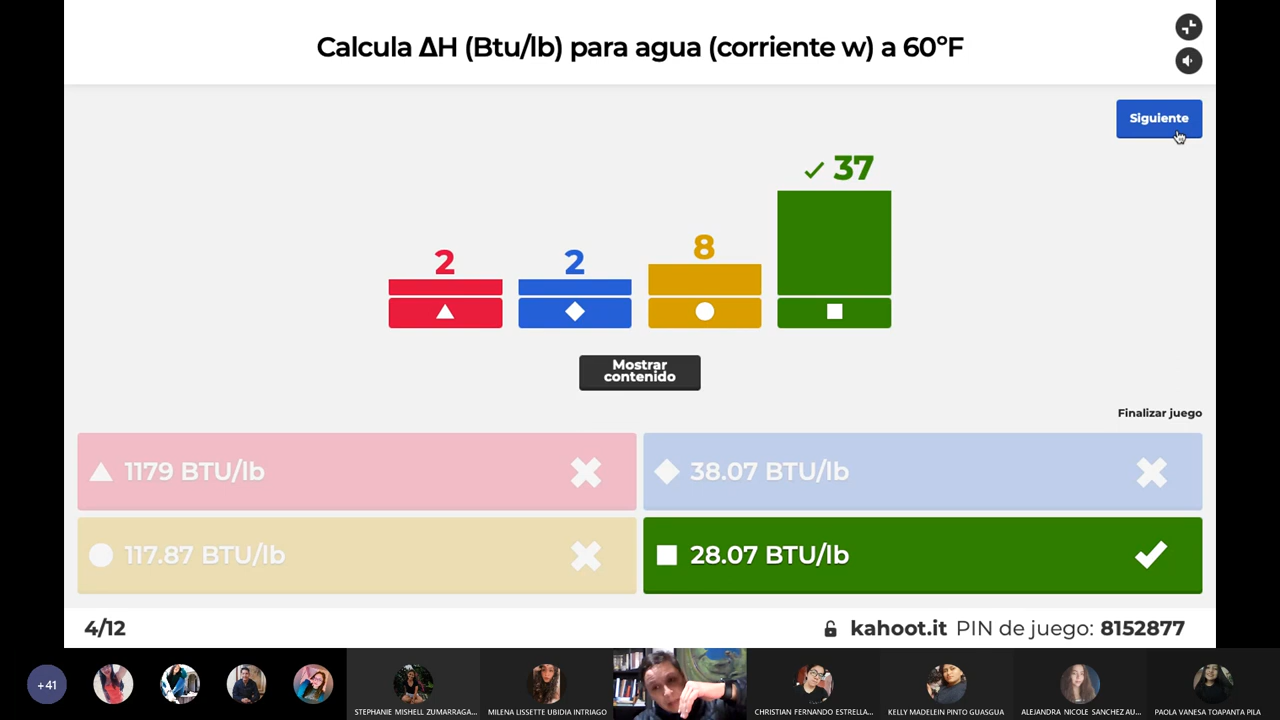 Calcula ΔH (Btu/lb) para agua (corriente w) a 60ºF
Siguiente
2
2
8
37
Mostrar
contenido
Finalizar juego
1179 BTU/lb
38.07 BTU/lb
117.87 BTU/lb
28.07 BTU/lb
4/12
kahoot.it PIN de juego: 8152877
+41
STEPHANIE MISHELL ZUMARRAGA...
MILENA LISSETTE UBIDIA INTRIAGO
CHRISTIAN FERNANDO ESTRELLA...
KELLY MADELEIN PINTO GUASGUA
ALEJANDRA NICOLE SANCHEZ AU...
PAOLA VANESA TOAPANTA PILA